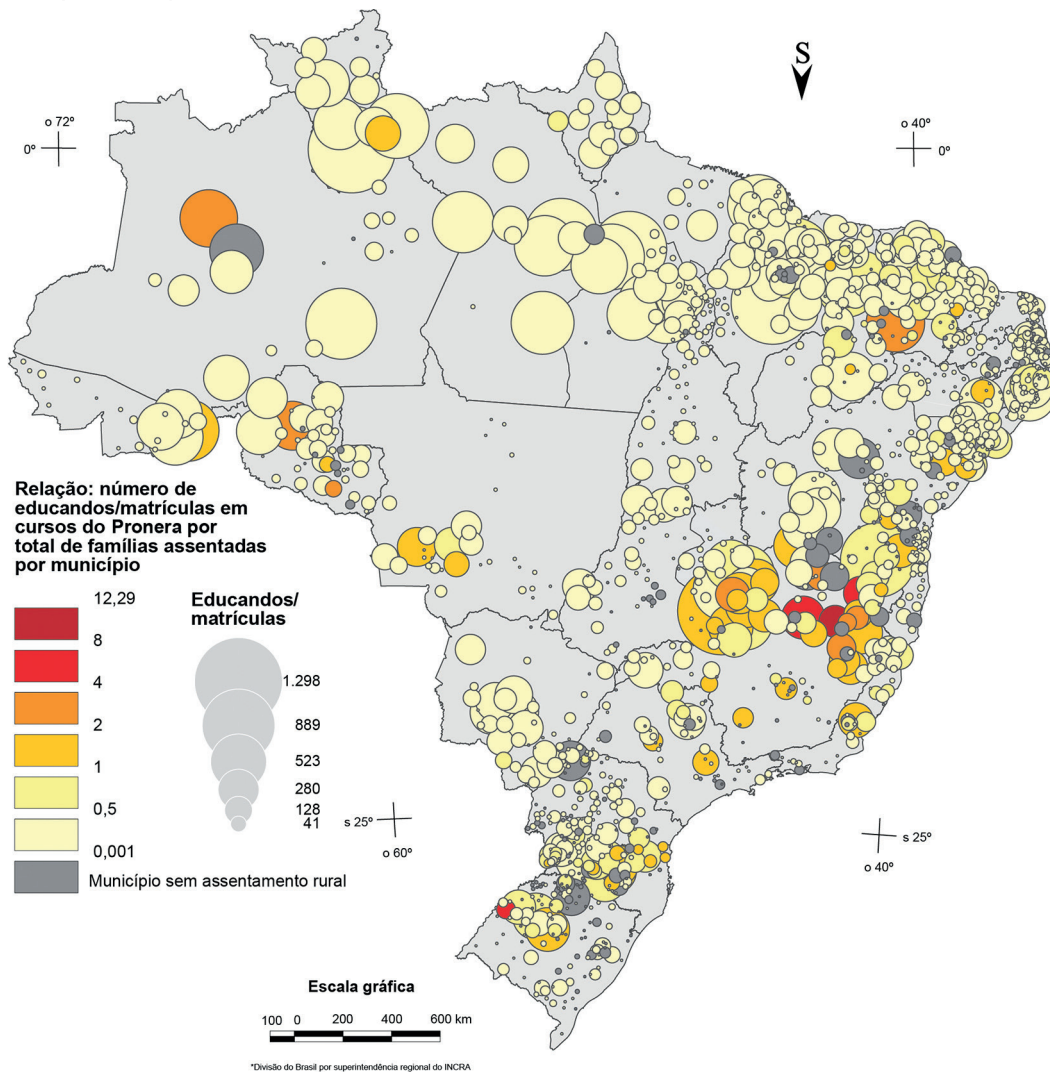 S
o 72°
0°
o 40°
0°
Relação: número de
educandos/matrículas em
cursos do Pronera por
total de famílias assentadas
por município
12,29
8
4
2
1
0,5
0,001
Município sem assentamento rural
Educandos/
matrículas
1.298
889
523
280
128
41
s 25°
o 60°
s 25°
o 40°
Escala gráfica
100 0 200 400 600 km
*Divisão do Brasil por superintendência regional do INCRA